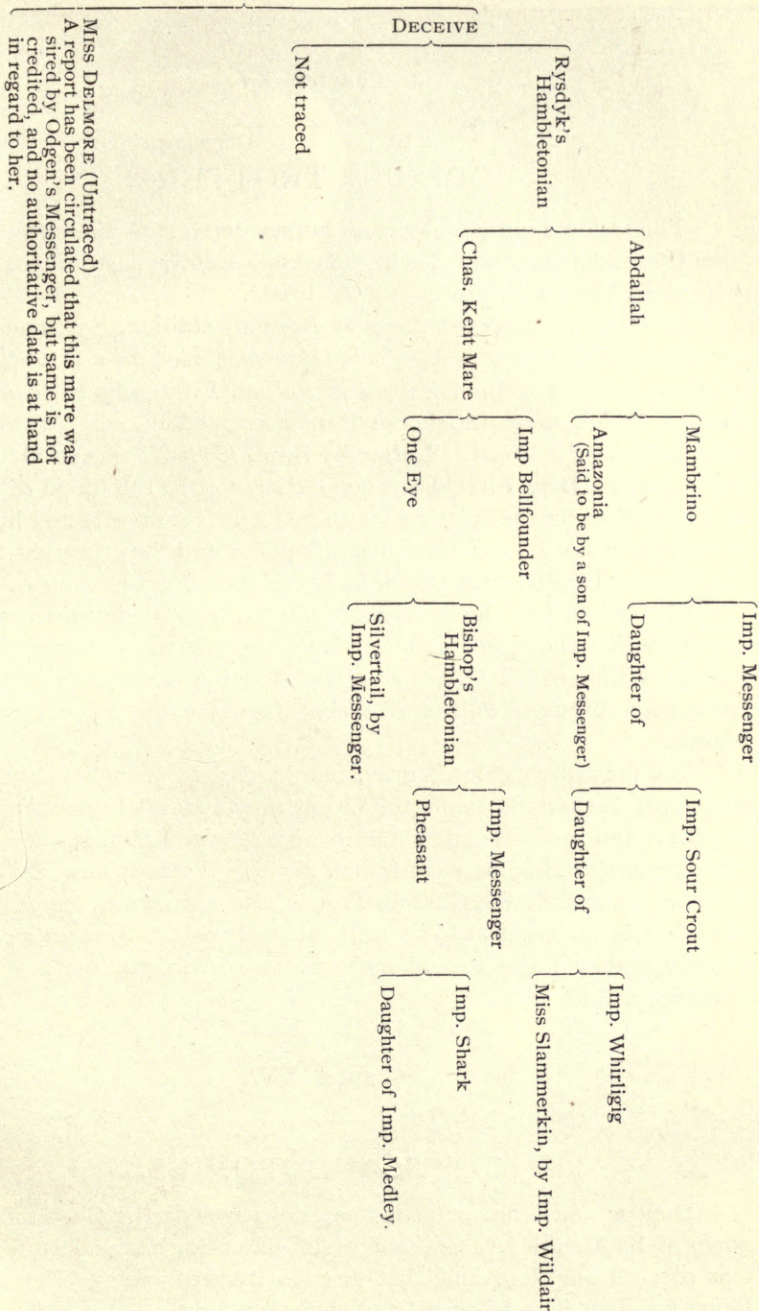 DECEIVE
Rysdyk's
Hambletonian
Abdallah
Mambrino
Imp. Messenger
Daughter of
Imp. Sour Crout
Daughter of
Imp. Whirligig
Miss Slammerkin, by Imp. Wildair
Amazonia
(Said to be by a son of Imp. Messenger)
Chas. Kent Mare
Imp Bellfounder
One Eye
Bishop's
Hambletonian
Imp. Messenger
Pheasant
Imp. Shark
Daughter of Imp. Medley.
Silvertail, by
Imp. Messenger.
Not traced
MISS DELMORE (Untraced)
A report has been circulated that this mare was
sired by Odgen's Messenger, but same is not
credited, and no authoritative data is at hand
in regard to her.